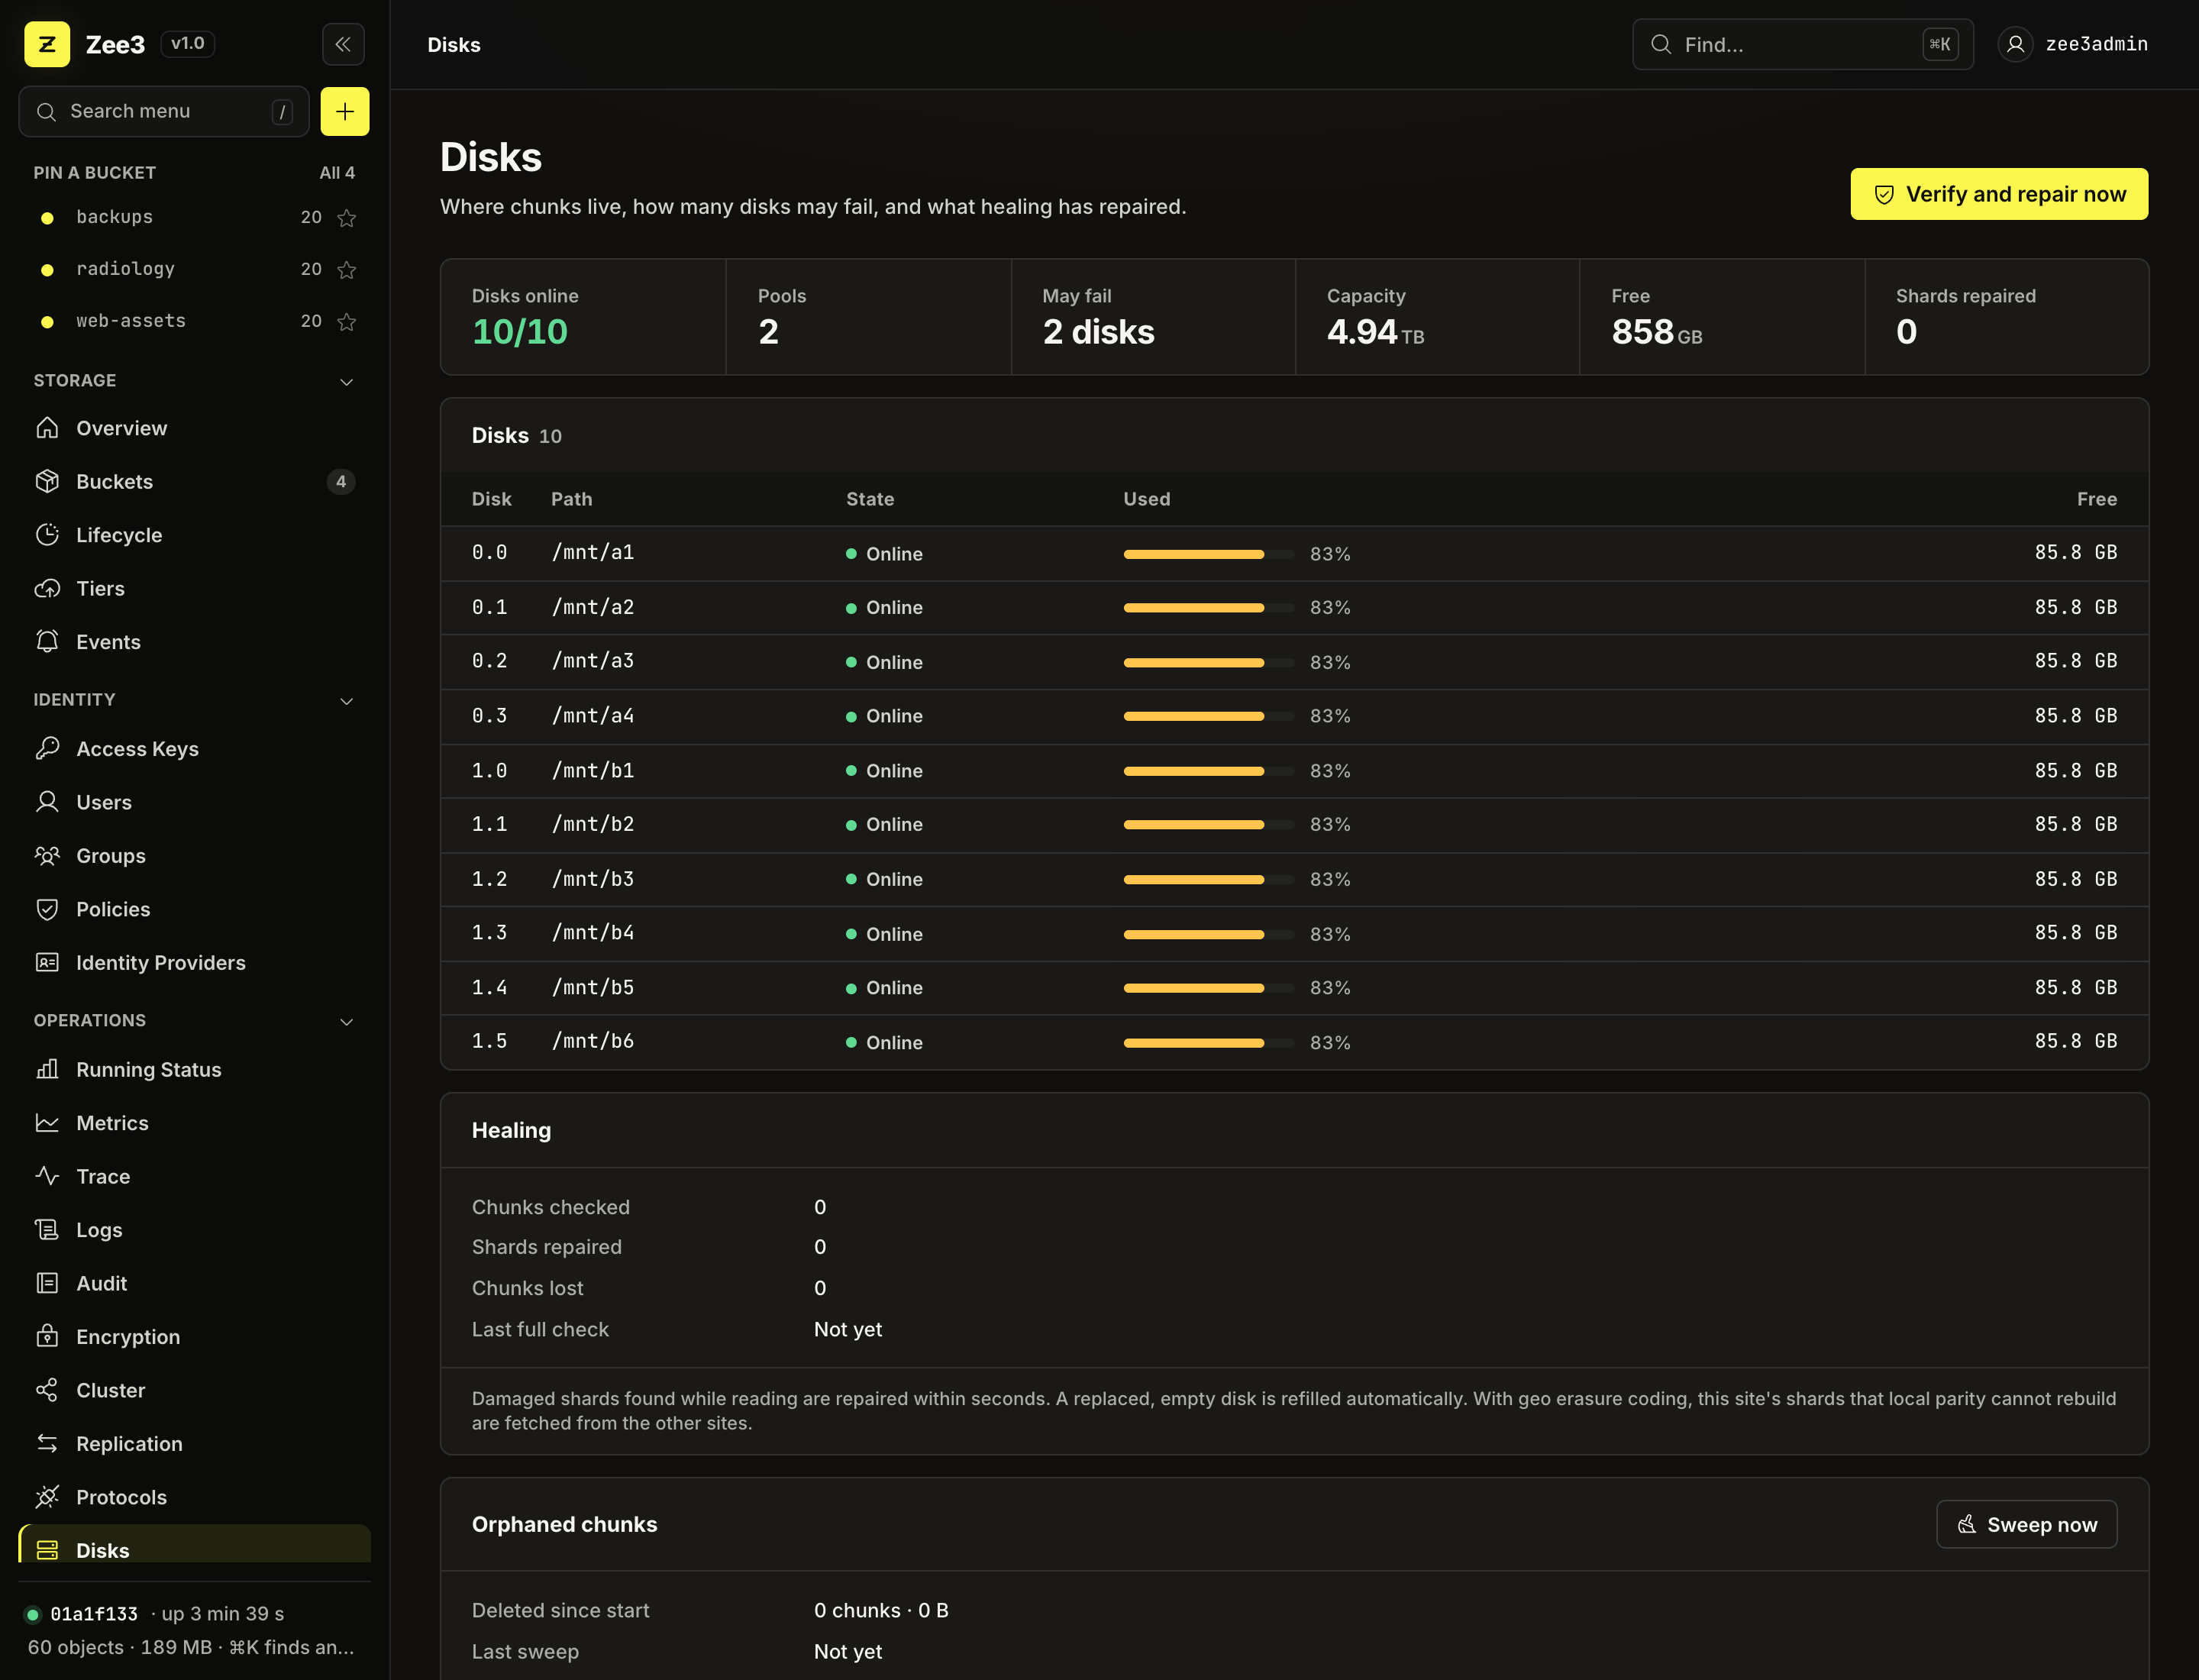 Zee3 v1.0
Search menu /
PIN A BUCKET All 4
backups 20
radiology 20
web-assets 20
STORAGE
Overview
Buckets 4
Lifecycle
Tiers
Events
IDENTITY
Access Keys
Users
Groups
Policies
Identity Providers
OPERATIONS
Running Status
Metrics
Trace
Logs
Audit
Encryption
Cluster
Replication
Protocols
Disks
01a1f133 · up 3 min 39 s
60 objects · 189 MB · ⌘K finds an...
Disks
Find... ⌘K
zee3admin
Disks
Where chunks live, how many disks may fail, and what healing has repaired.
Verify and repair now
Disks online
10/10
Pools
2
May fail
2 disks
Capacity
4.94 TB
Free
858 GB
Shards repaired
0
Disks 10
Disk Path State Used Free
0.0 /mnt/a1 Online 83% 85.8 GB
0.1 /mnt/a2 Online 83% 85.8 GB
0.2 /mnt/a3 Online 83% 85.8 GB
0.3 /mnt/a4 Online 83% 85.8 GB
1.0 /mnt/b1 Online 83% 85.8 GB
1.1 /mnt/b2 Online 83% 85.8 GB
1.2 /mnt/b3 Online 83% 85.8 GB
1.3 /mnt/b4 Online 83% 85.8 GB
1.4 /mnt/b5 Online 83% 85.8 GB
1.5 /mnt/b6 Online 83% 85.8 GB
Healing
Chunks checked 0
Shards repaired 0
Chunks lost 0
Last full check Not yet
Damaged shards found while reading are repaired within seconds. A replaced, empty disk is refilled automatically. With geo erasure coding, this site's shards that local parity cannot rebuild
are fetched from the other sites.
Orphaned chunks
Sweep now
Deleted since start 0 chunks · 0 B
Last sweep Not yet